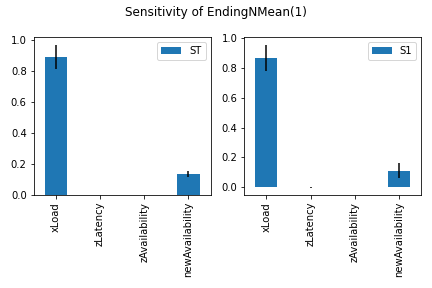 Sensitivity of EndingNMean(1)
ST
1.0
0.8
0.6
0.4
0.2
0.0
xLoad
zLatency
zAvailability
newAvailability
S1
1.0
0.8
0.6
0.4
0.2
0.0
xLoad
zLatency
zAvailability
newAvailability